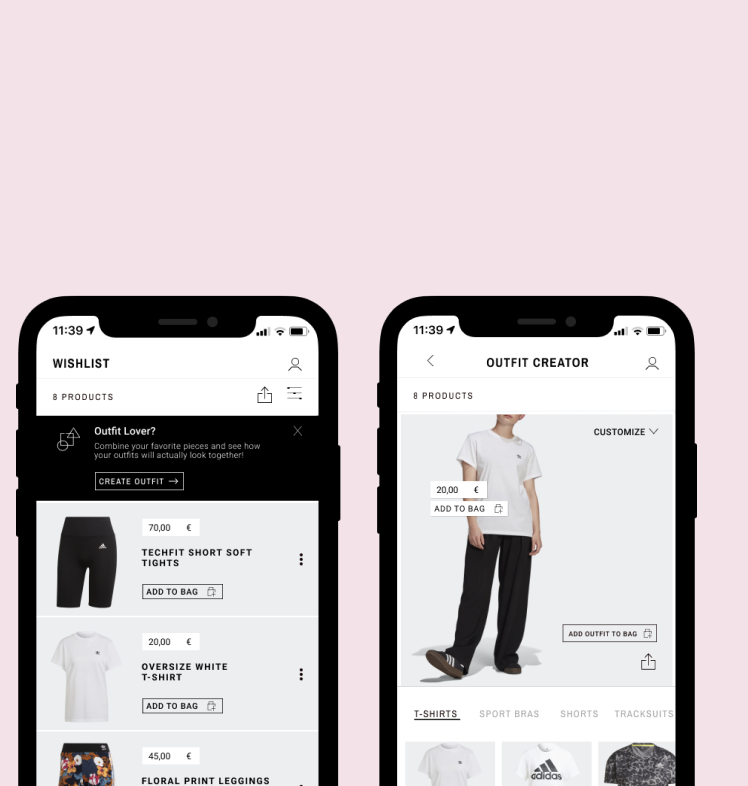 11:39
WISHLIST
8 PRODUCTS
Outfit Lover?
Combine your favorite pieces and see how
your outfits will actually look together!
CREATE OUTFIT →
70,00 €
TECHFIT SHORT SOFT
TIGHTS
ADD TO BAG
20,00 €
OVERSIZE WHITE
T-SHIRT
ADD TO BAG
45,00 €
FLORAL PRINT LEGGINGS
11:39
OUTFIT CREATOR
8 PRODUCTS
CUSTOMIZE
20,00 €
ADD TO BAG
ADD OUTFIT TO BAG
T-SHIRTS SPORT BRAS SHORTS TRACKSUITS
adidas